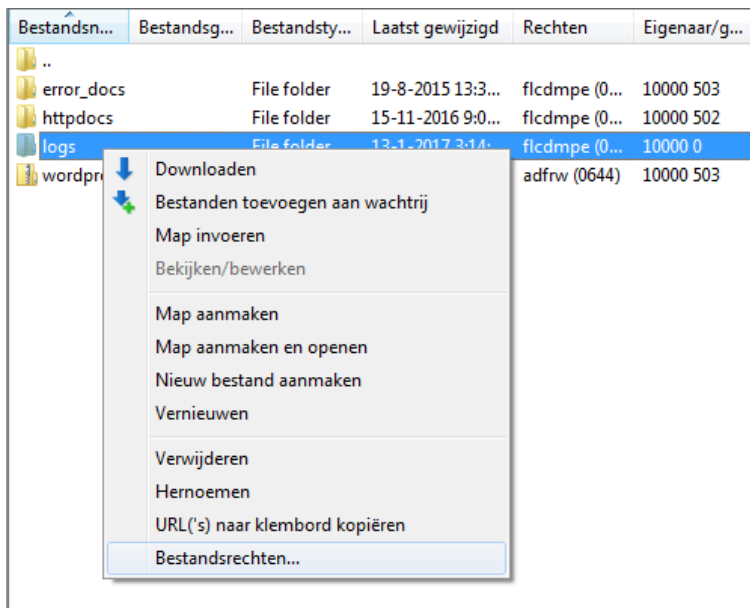 Bestandsn... Bestandsg... Bestandsty... Laatst gewijzigd Rechten Eigenaar/g...
..
error_docs File folder 19-8-2015 13:3... flcdmpe (0... 10000 503
httpdocs File folder 15-11-2016 9:0... flcdmpe (0... 10000 502
logs File folder 13-1-2017 3:14: flcdmpe (0... 10000 0
wordpr adfrw (0644) 10000 503
Downloaden
Bestanden toevoegen aan wachtrij
Map invoeren
Bekijken/bewerken
Map aanmaken
Map aanmaken en openen
Nieuw bestand aanmaken
Vernieuwen
Verwijderen
Hernoemen
URL('s) naar klembord kopiëren
Bestandsrechten...